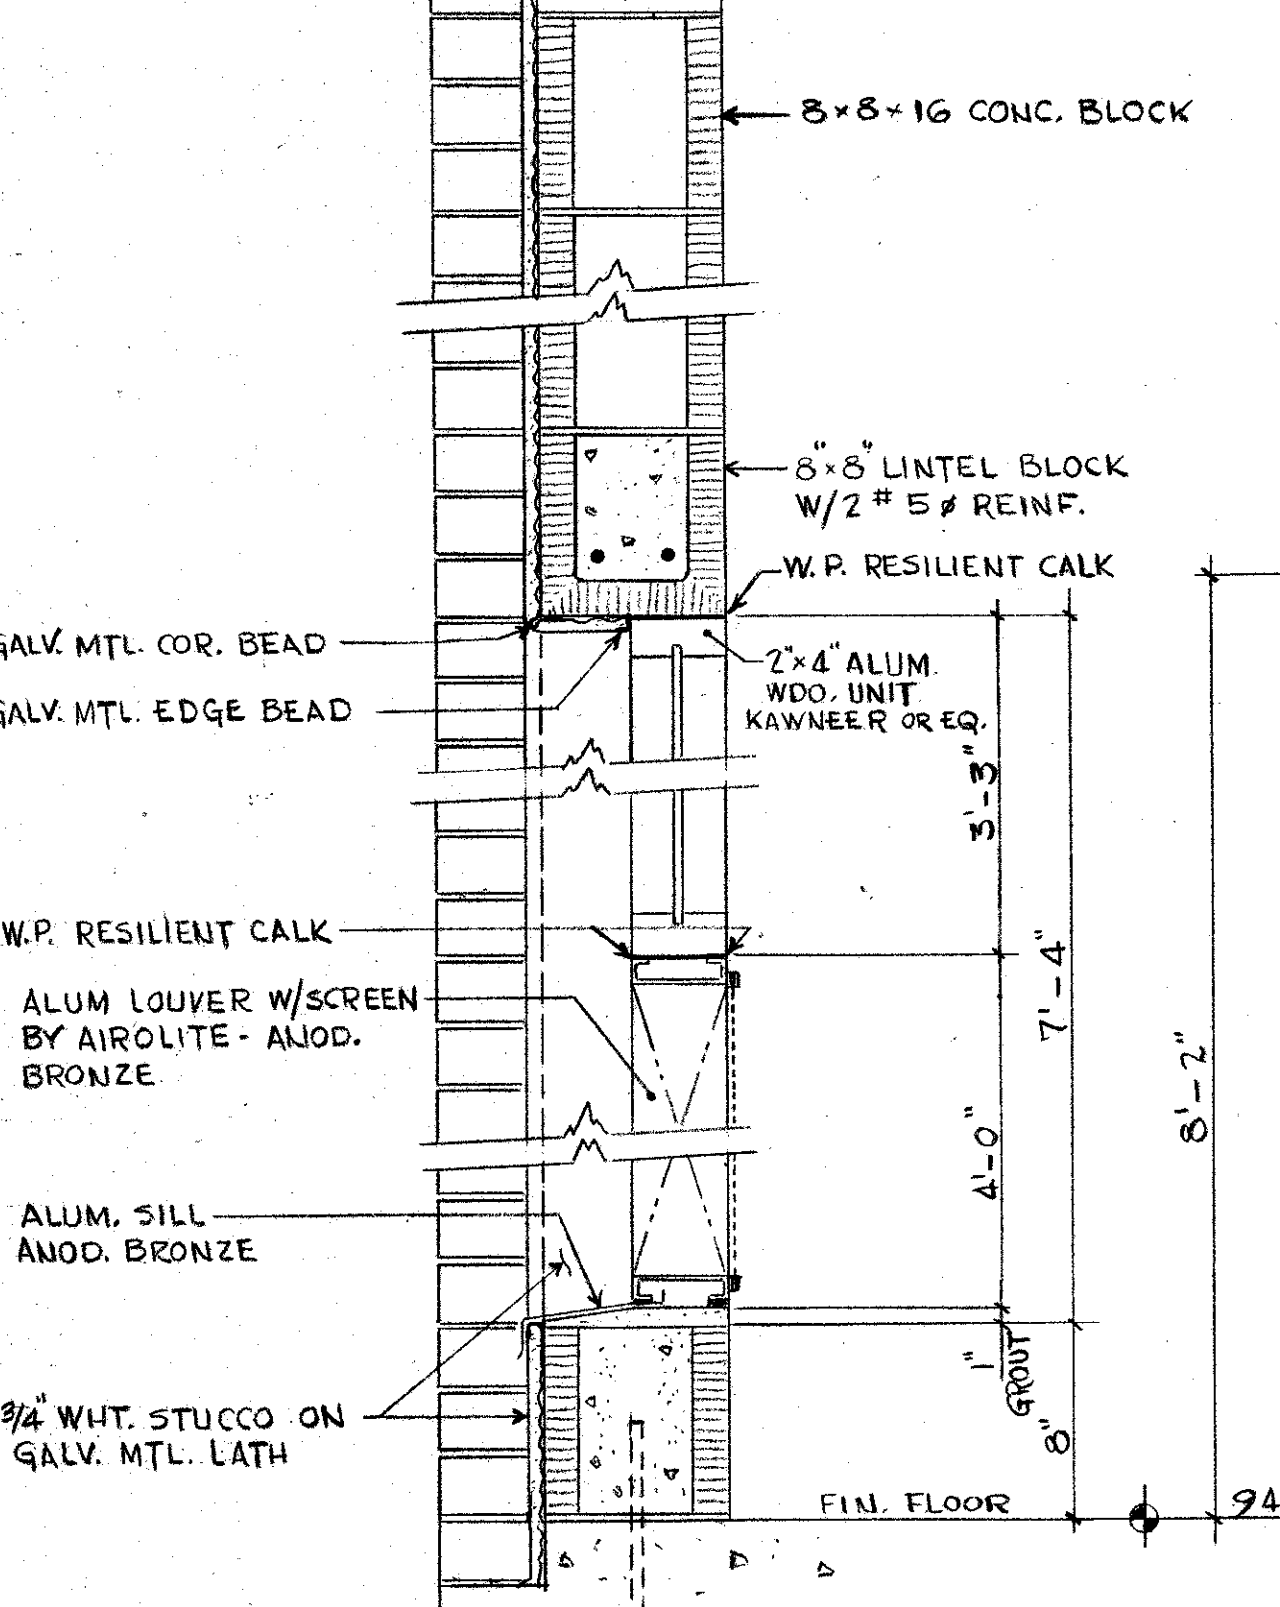 8×8×16 CONC. BLOCK
8"×8" LINTEL BLOCK
W/2 # 5 ø REINF.
W.P. RESILIENT CALK
GALV. MTL. COR. BEAD
2"×4" ALUM.
WDO. UNIT
KAWNEER OR EQ.
GALV. MTL. EDGE BEAD
3'-3"
W.P. RESILIENT CALK
ALUM LOUVER W/SCREEN
BY AIROLITE - ANOD.
BRONZE
7'-4"
8'-2"
4'-0"
ALUM. SILL
ANOD. BRONZE
1"
GROUT
3/4" WHT. STUCCO ON
GALV. MTL. LATH
8"
FIN. FLOOR
94